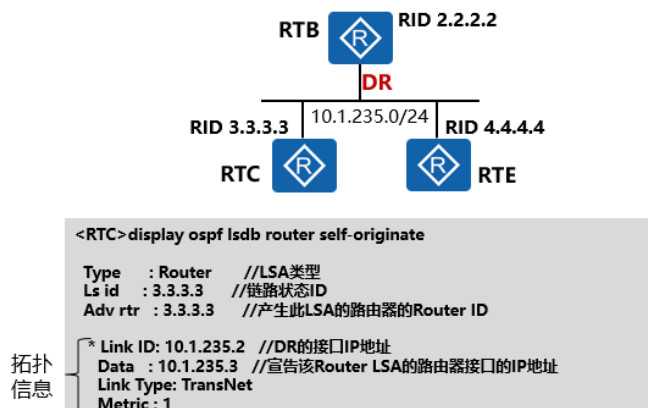 RTB
RID 2.2.2.2
R
DR
10.1.235.0/24
RID 3.3.3.3
RID 4.4.4.4
RTC
R
R
RTE
<RTC>display ospf lsdb router self-originate
Type : Router //LSA类型
Ls id : 3.3.3.3 //链路状态ID
Adv rtr : 3.3.3.3 //产生此LSA的路由器的Router ID
拓扑
信息
* Link ID: 10.1.235.2 //DR的接口IP地址
Data : 10.1.235.3 //宣告该Router LSA的路由器接口的IP地址
Link Type: TransNet
Metric : 1